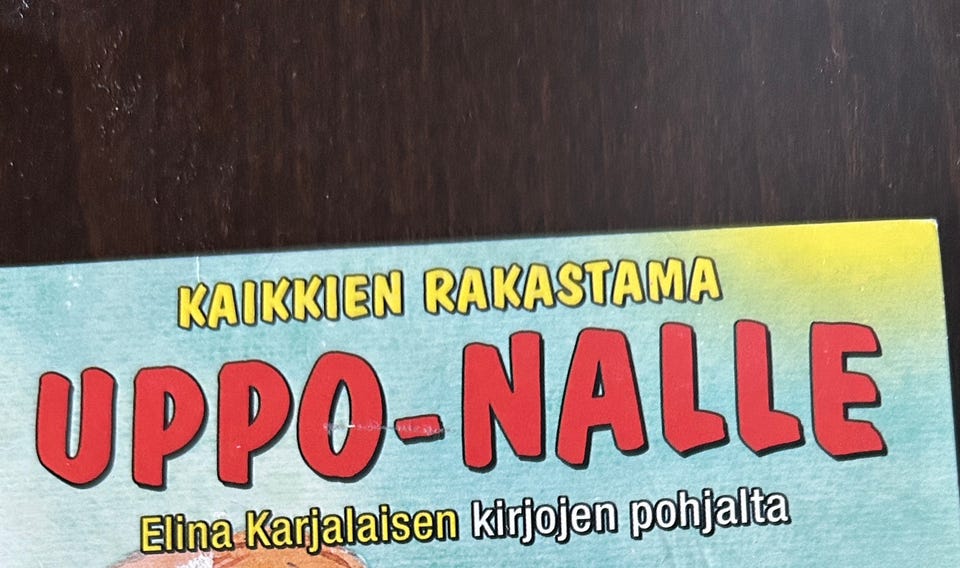 KAIKKIEN RAKASTAMA
UPPO-NALLE
Elina Karjalaisen kirjojen pohjalta